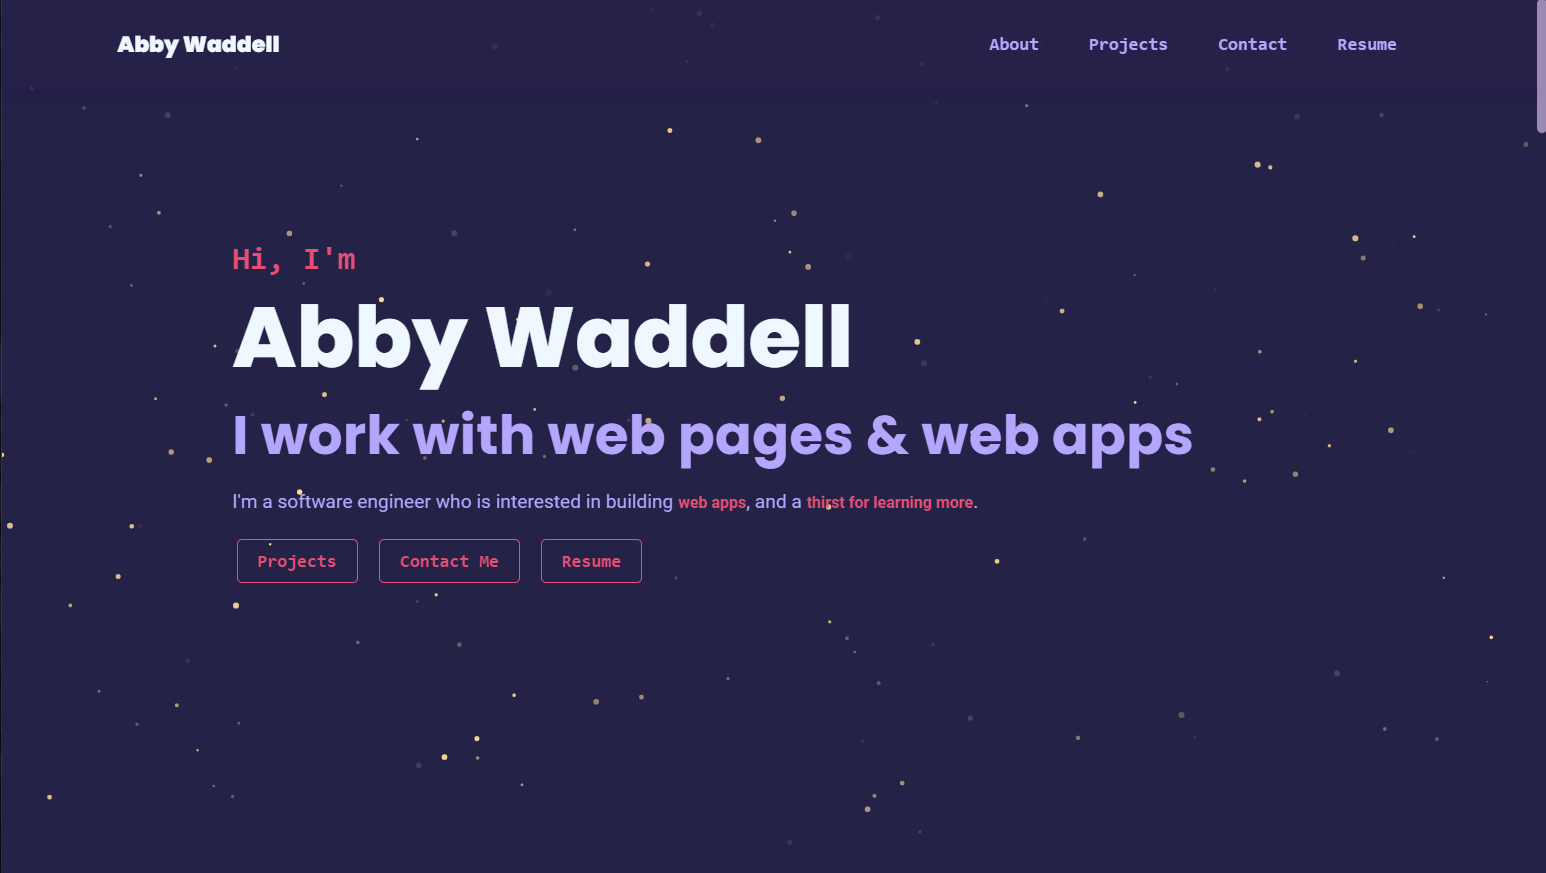 Abby Waddell
About Projects Contact Resume
Hi, I'm
Abby Waddell
I work with web pages & web apps
I'm a software engineer who is interested in building web apps, and a thirst for learning more.
Projects Contact Me Resume